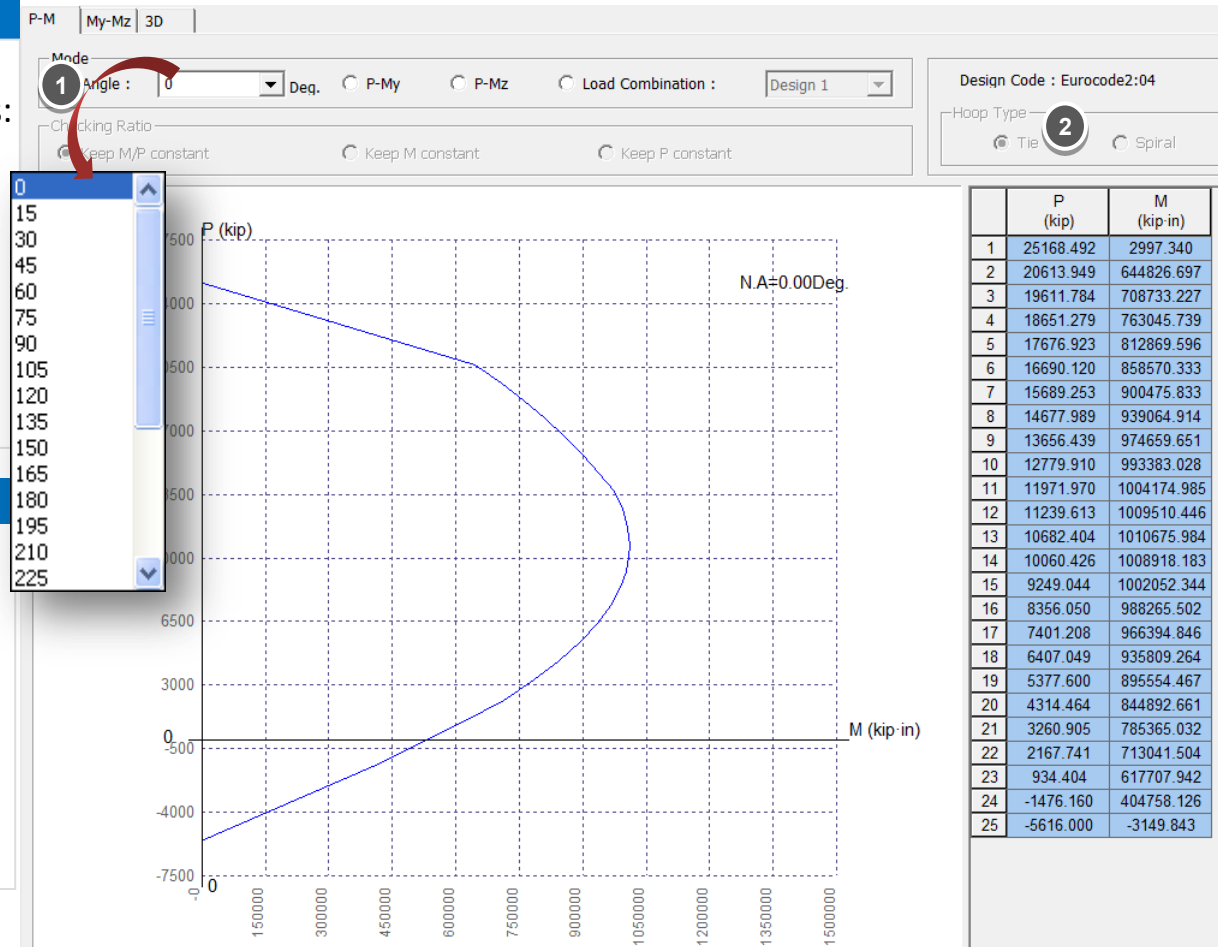 P-M My-Mz 3D
Mode
1 Angle : 0 Deg. P-My P-Mz Load Combination : Design 1
Checking Ratio
Keep M/P constant Keep M constant Keep P constant
Design Code : Eurocode2:04
Hoop Type
2
Tie Spiral
0
15
30
45
60
75
90
105
120
135
150
165
180
195
210
225
P (kip)
N.A=0.00Deg.
6500
3000
0
-500
-4000
-7500
M (kip·in)
0
-0
150000
300000
450000
600000
750000
900000
1050000
1200000
1350000
1500000
P (kip) M (kip·in)
1 25168.492 2997.340
2 20613.949 644826.697
3 19611.784 708733.227
4 18651.279 763045.739
5 17676.923 812869.596
6 16690.120 858570.333
7 15689.253 900475.833
8 14677.989 939064.914
9 13656.439 974659.651
10 12779.910 993383.028
11 11971.970 1004174.985
12 11239.613 1009510.446
13 10682.404 1010675.984
14 10060.426 1008918.183
15 9249.044 1002052.344
16 8356.050 988265.502
17 7401.208 966394.846
18 6407.049 935809.264
19 5377.600 895554.467
20 4314.464 844892.661
21 3260.905 785365.032
22 2167.741 713041.504
23 934.404 617707.942
24 -1476.160 404758.126
25 -5616.000 -3149.843